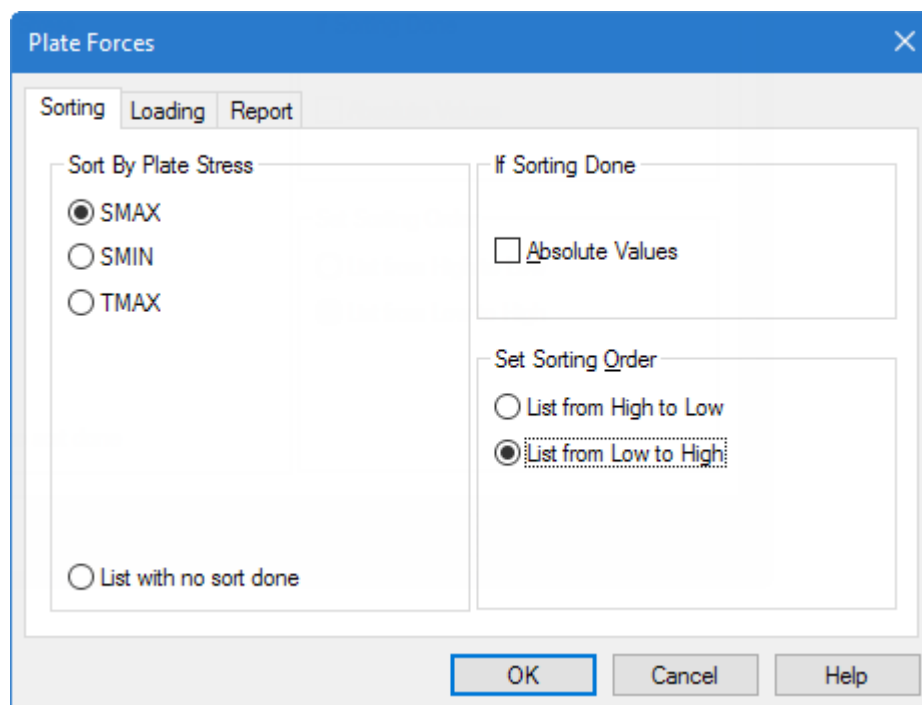 Plate Forces
Sorting Loading Report
Sort By Plate Stress
SMAX
SMIN
TMAX
List with no sort done
If Sorting Done
Absolute Values
Set Sorting Order
List from High to Low
List from Low to High
OK Cancel Help